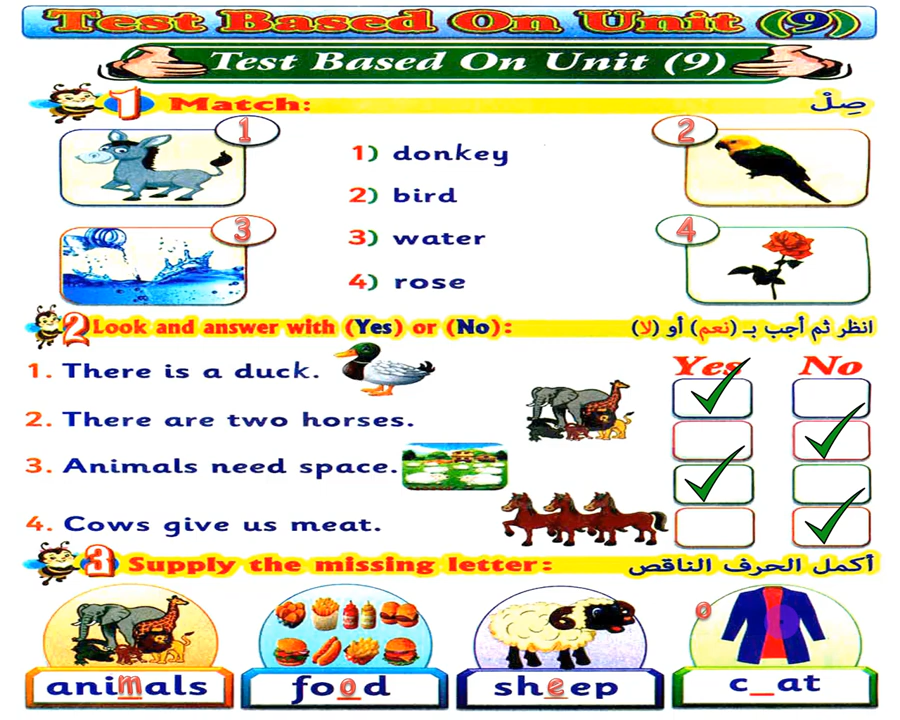 Test Based On Unit (9)
Test Based On Unit (9)
1 Match: صِلْ
1
2
1) donkey
2) bird
3
4
3) water
4) rose
2 Look and answer with (Yes) or (No): انظر ثم أجب بـ (نعم) أو (لا)
Yes No
1. There is a duck.
2. There are two horses.
3. Animals need space.
4. Cows give us meat.
3 Supply the missing letter: أكمل الحرف الناقص
o
animals food sheep c_at